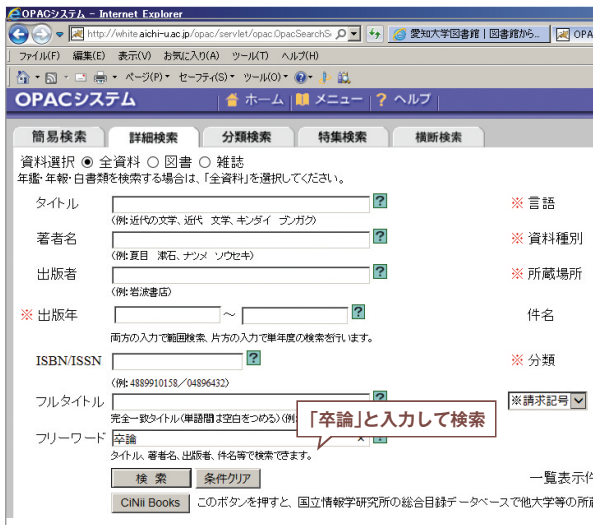 OPACシステム - Internet Explorer
http://white.aichi-u.ac.jp/opac/servlet/opac.OpacSearchS
愛知大学図書館 | 図書館から...
OPA
ファイル(F) 編集(E) 表示(V) お気に入り(A) ツール(T) ヘルプ(H)
ページ(P) セーフティ(S) ツール(O)
OPACシステム
ホーム メニュー ? ヘルプ
簡易検索 詳細検索 分類検索 特集検索 横断検索
資料選択 全資料 図書 雑誌
年鑑・年報・白書類を検索する場合は、「全資料」を選択してください。
タイトル ? ※ 言語
(例:近代の文学、近代 文学、キンダイ ブンガク)
著者名 ? ※ 資料種別
(例:夏目 漱石、ナツメ ソウセキ)
出版者 ? ※ 所蔵場所
(例:岩波書店)
※ 出版年 ～ ? 件名
両方の入力で範囲検索、片方の入力で単年度の検索を行います。
ISBN/ISSN ? ※ 分類
(例:4889910158／04896432)
フルタイトル ? ※請求記号
完全一致タイトル(単語間は空白をつめる)(例:
「卒論」と入力して検索
フリーワード 卒論 × ?
タイトル、著者名、出版者、件名等で検索できます。
検 索 条件クリア 一覧表示件
CiNii Books このボタンを押すと、国立情報学研究所の総合目録データベースで他大学等の所蔵